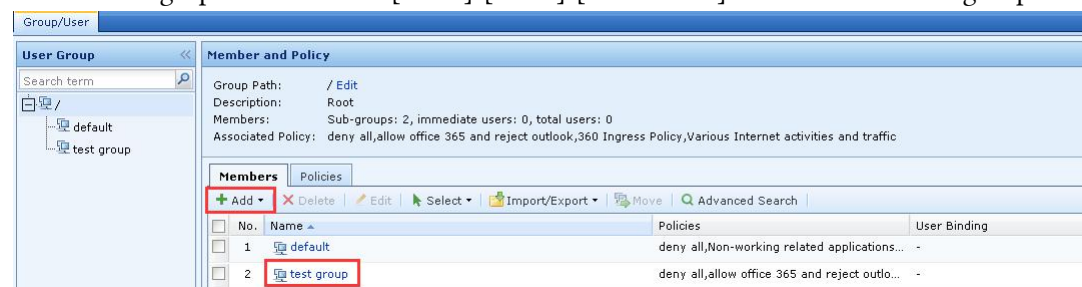 Group/User
User Group
Search term
/
default
test group
Member and Policy
Group Path: / Edit
Description: Root
Members: Sub-groups: 2, immediate users: 0, total users: 0
Associated Policy: deny all,allow office 365 and reject outlook,360 Ingress Policy,Various Internet activities and traffic
Members Policies
Add Delete Edit Select Import/Export Move Advanced Search
No. Name Policies User Binding
1 default deny all,Non-working related applications... -
2 test group deny all,allow office 365 and reject outlo... -